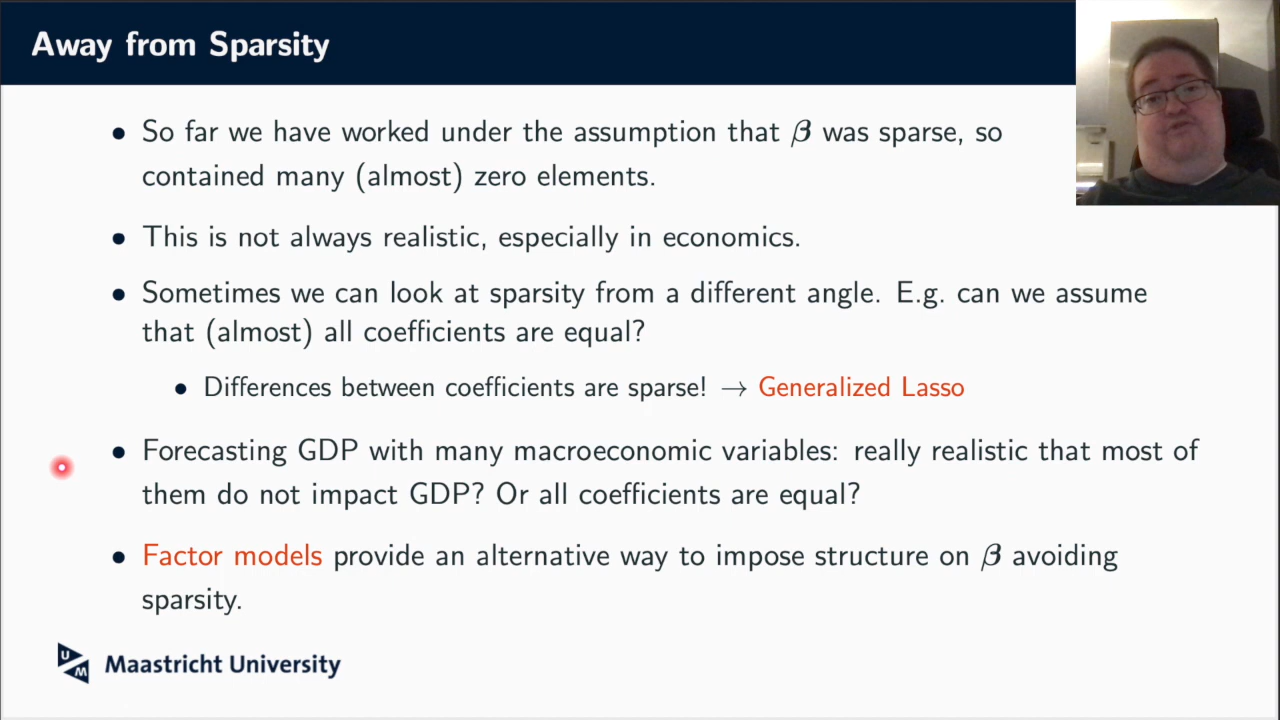 Away from Sparsity
• So far we have worked under the assumption that β was sparse, so
contained many (almost) zero elements.
• This is not always realistic, especially in economics.
• Sometimes we can look at sparsity from a different angle. E.g. can we assume
that (almost) all coefficients are equal?
• Differences between coefficients are sparse! → Generalized Lasso
• Forecasting GDP with many macroeconomic variables: really realistic that most of
them do not impact GDP? Or all coefficients are equal?
• Factor models provide an alternative way to impose structure on β avoiding
sparsity.
UM Maastricht University